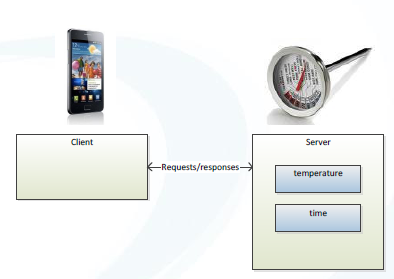 Client
Requests/responses
Server
temperature
time